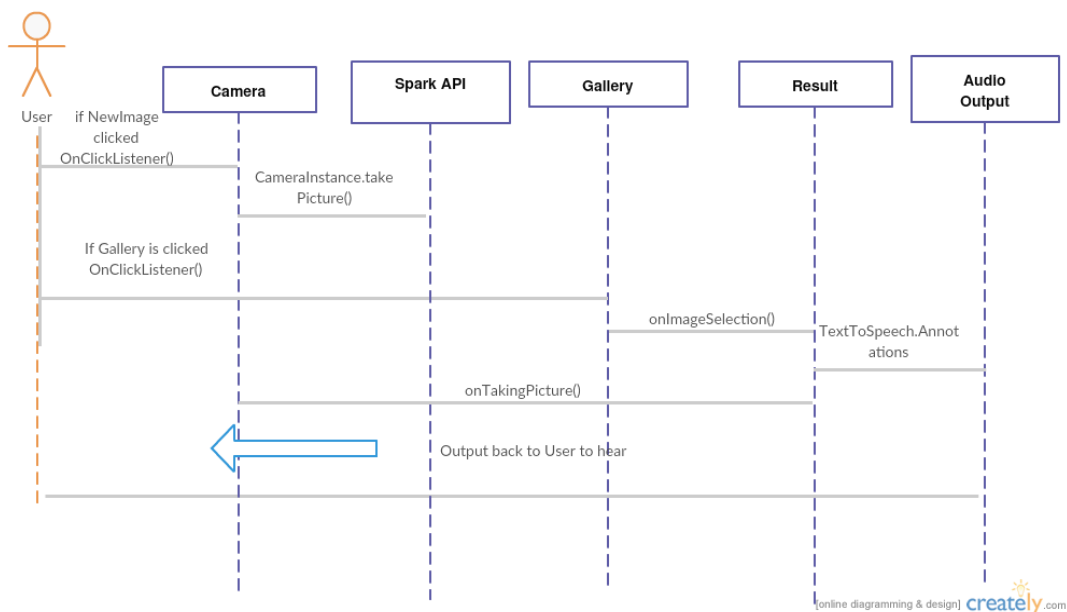 Camera
Spark API
Gallery
Result
Audio
Output
User
if NewImage
clicked
OnClickListener()
CameraInstance.take
Picture()
If Gallery is clicked
OnClickListener()
onImageSelection()
TextToSpeech.Annot
ations
onTakingPicture()
Output back to User to hear
[online diagramming & design] creately.com